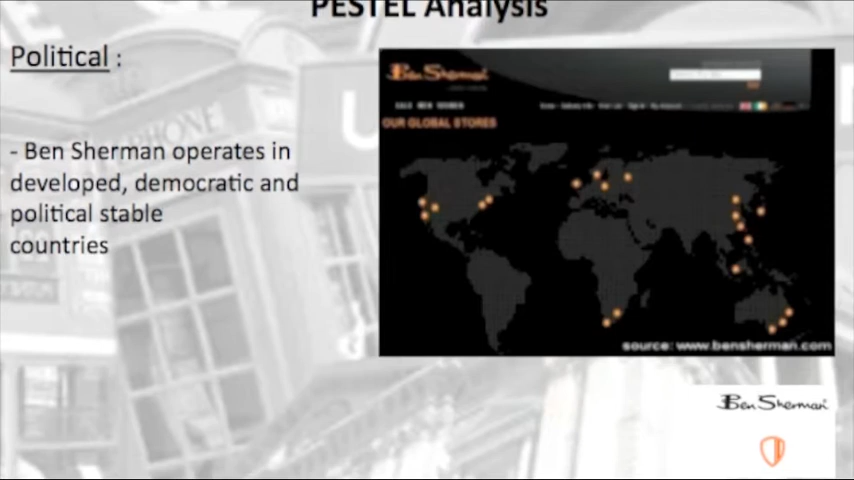 PESTEL Analysis
Political :
- Ben Sherman operates in
developed, democratic and
political stable
countries
Ben Sherman
OUR GLOBAL STORES
source: www.bensherman.com
Ben Sherman
PHONE